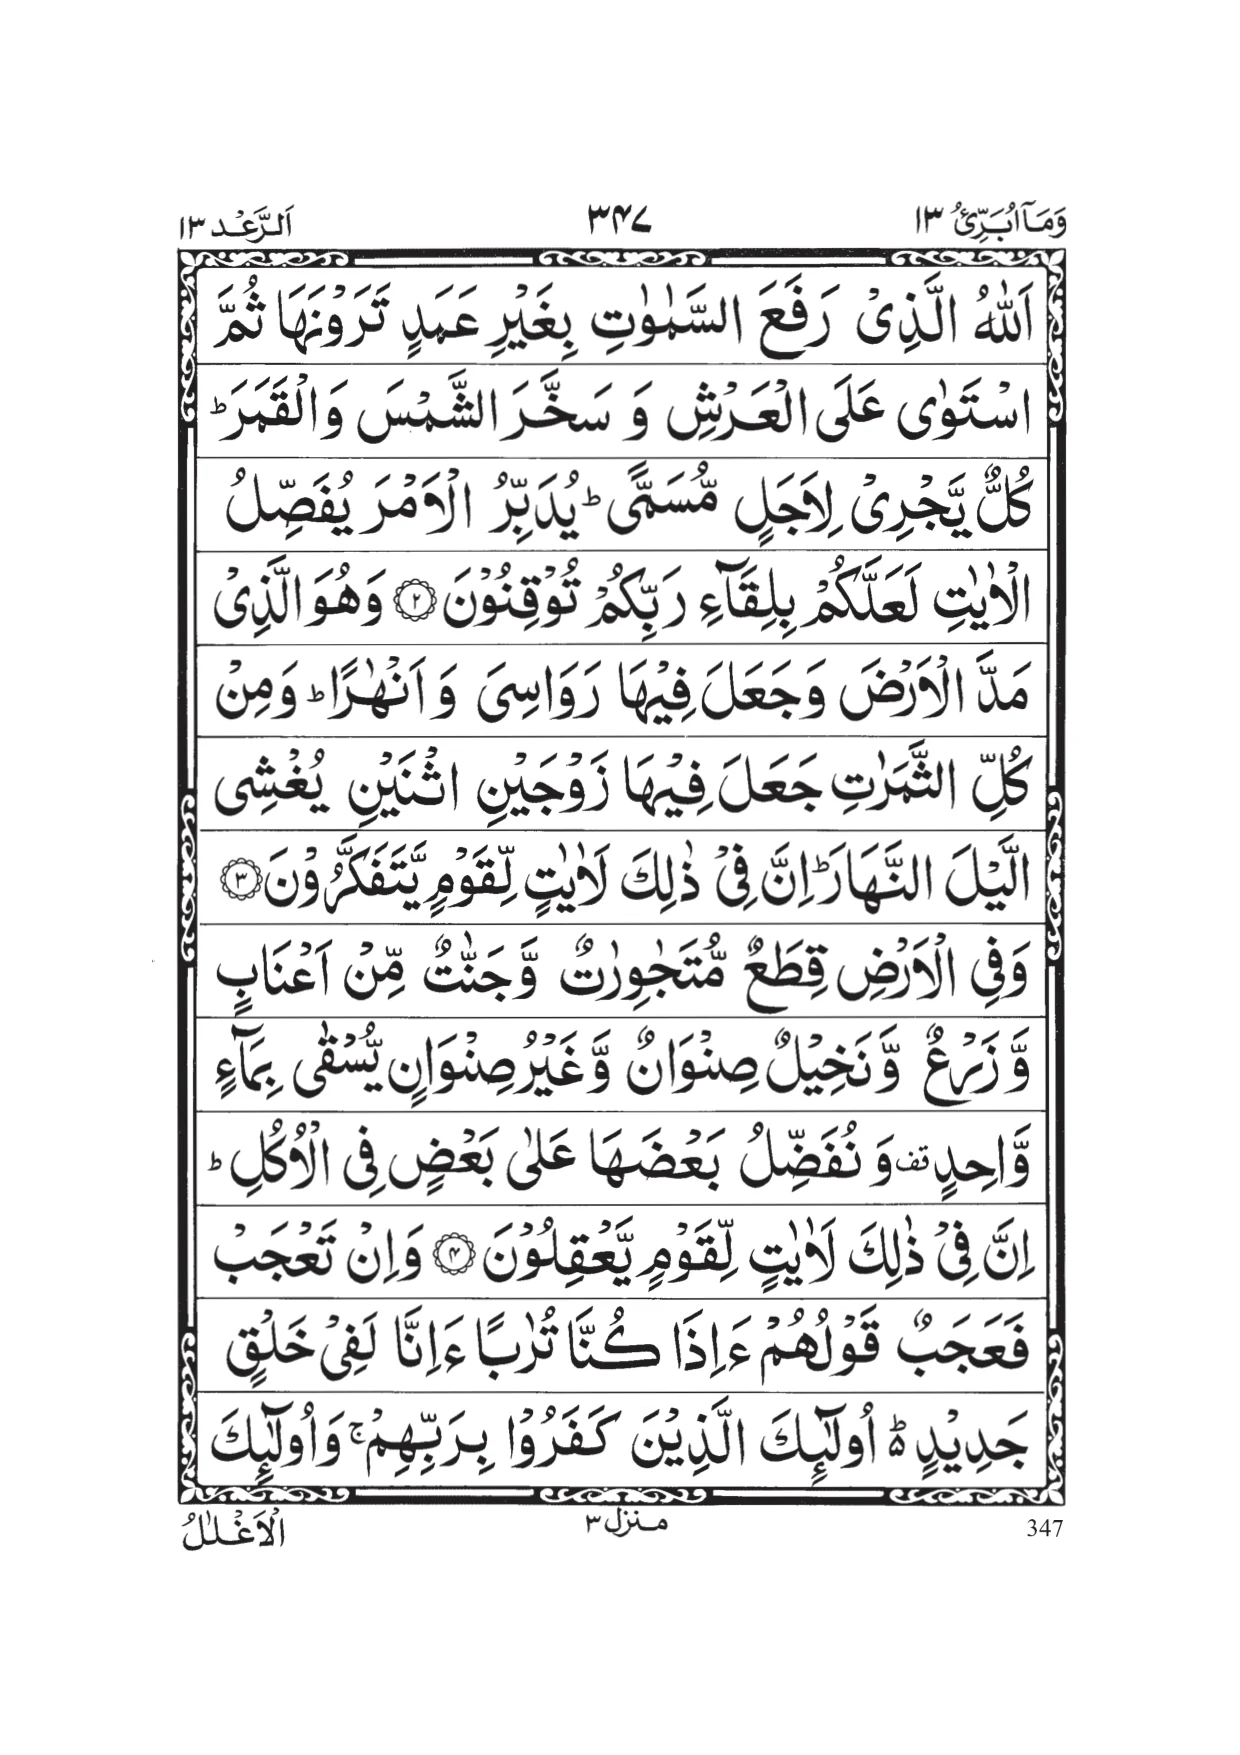 وَمَاۤ اُبَرِّئُ ١٣ ٣٤٧ اَلرَّعْد ١٣
اَللّٰهُ الَّذِیْ رَفَعَ السَّمٰوٰتِ بِغَیْرِ عَمَدٍ تَرَوْنَهَا ثُمَّ
اسْتَوٰی عَلَی الْعَرْشِ وَ سَخَّرَ الشَّمْسَ وَالْقَمَرَ ؕ
كُلٌّ یَّجْرِیْ لِاَجَلٍ مُّسَمًّی ؕ یُدَبِّرُ الْاَمْرَ یُفَصِّلُ
الْاٰیٰتِ لَعَلَّكُمْ بِلِقَآءِ رَبِّكُمْ تُوْقِنُوْنَ ۝٢ وَهُوَ الَّذِیْ
مَدَّ الْاَرْضَ وَجَعَلَ فِیْهَا رَوَاسِیَ وَ اَنْهٰرًا ؕ وَمِنْ
كُلِّ الثَّمَرٰتِ جَعَلَ فِیْهَا زَوْجَیْنِ اثْنَیْنِ یُغْشِی
الَّیْلَ النَّهَارَ ؕ اِنَّ فِیْ ذٰلِكَ لَاٰیٰتٍ لِّقَوْمٍ یَّتَفَكَّرُوْنَ ۝٣
وَفِی الْاَرْضِ قِطَعٌ مُّتَجٰوِرٰتٌ وَّجَنّٰتٌ مِّنْ اَعْنَابٍ
وَّ زَرْعٌ وَّ نَخِیْلٌ صِنْوَانٌ وَّغَیْرُ صِنْوَانٍ یُّسْقٰی بِمَآءٍ
وَّاحِدٍ قف وَ نُفَضِّلُ بَعْضَهَا عَلٰی بَعْضٍ فِی الْاُكُلِ ؕ
اِنَّ فِیْ ذٰلِكَ لَاٰیٰتٍ لِّقَوْمٍ یَّعْقِلُوْنَ ۝٤ وَاِنْ تَعْجَبْ
فَعَجَبٌ قَوْلُهُمْ ءَاِذَا كُنَّا تُرٰبًا ءَاِنَّا لَفِیْ خَلْقٍ
جَدِیْدٍ ؕ۬ اُولٰٓئِكَ الَّذِیْنَ كَفَرُوْا بِرَبِّهِمْ ۚ وَاُولٰٓئِكَ
347 منزل ٣ الْاَغْلٰلُ